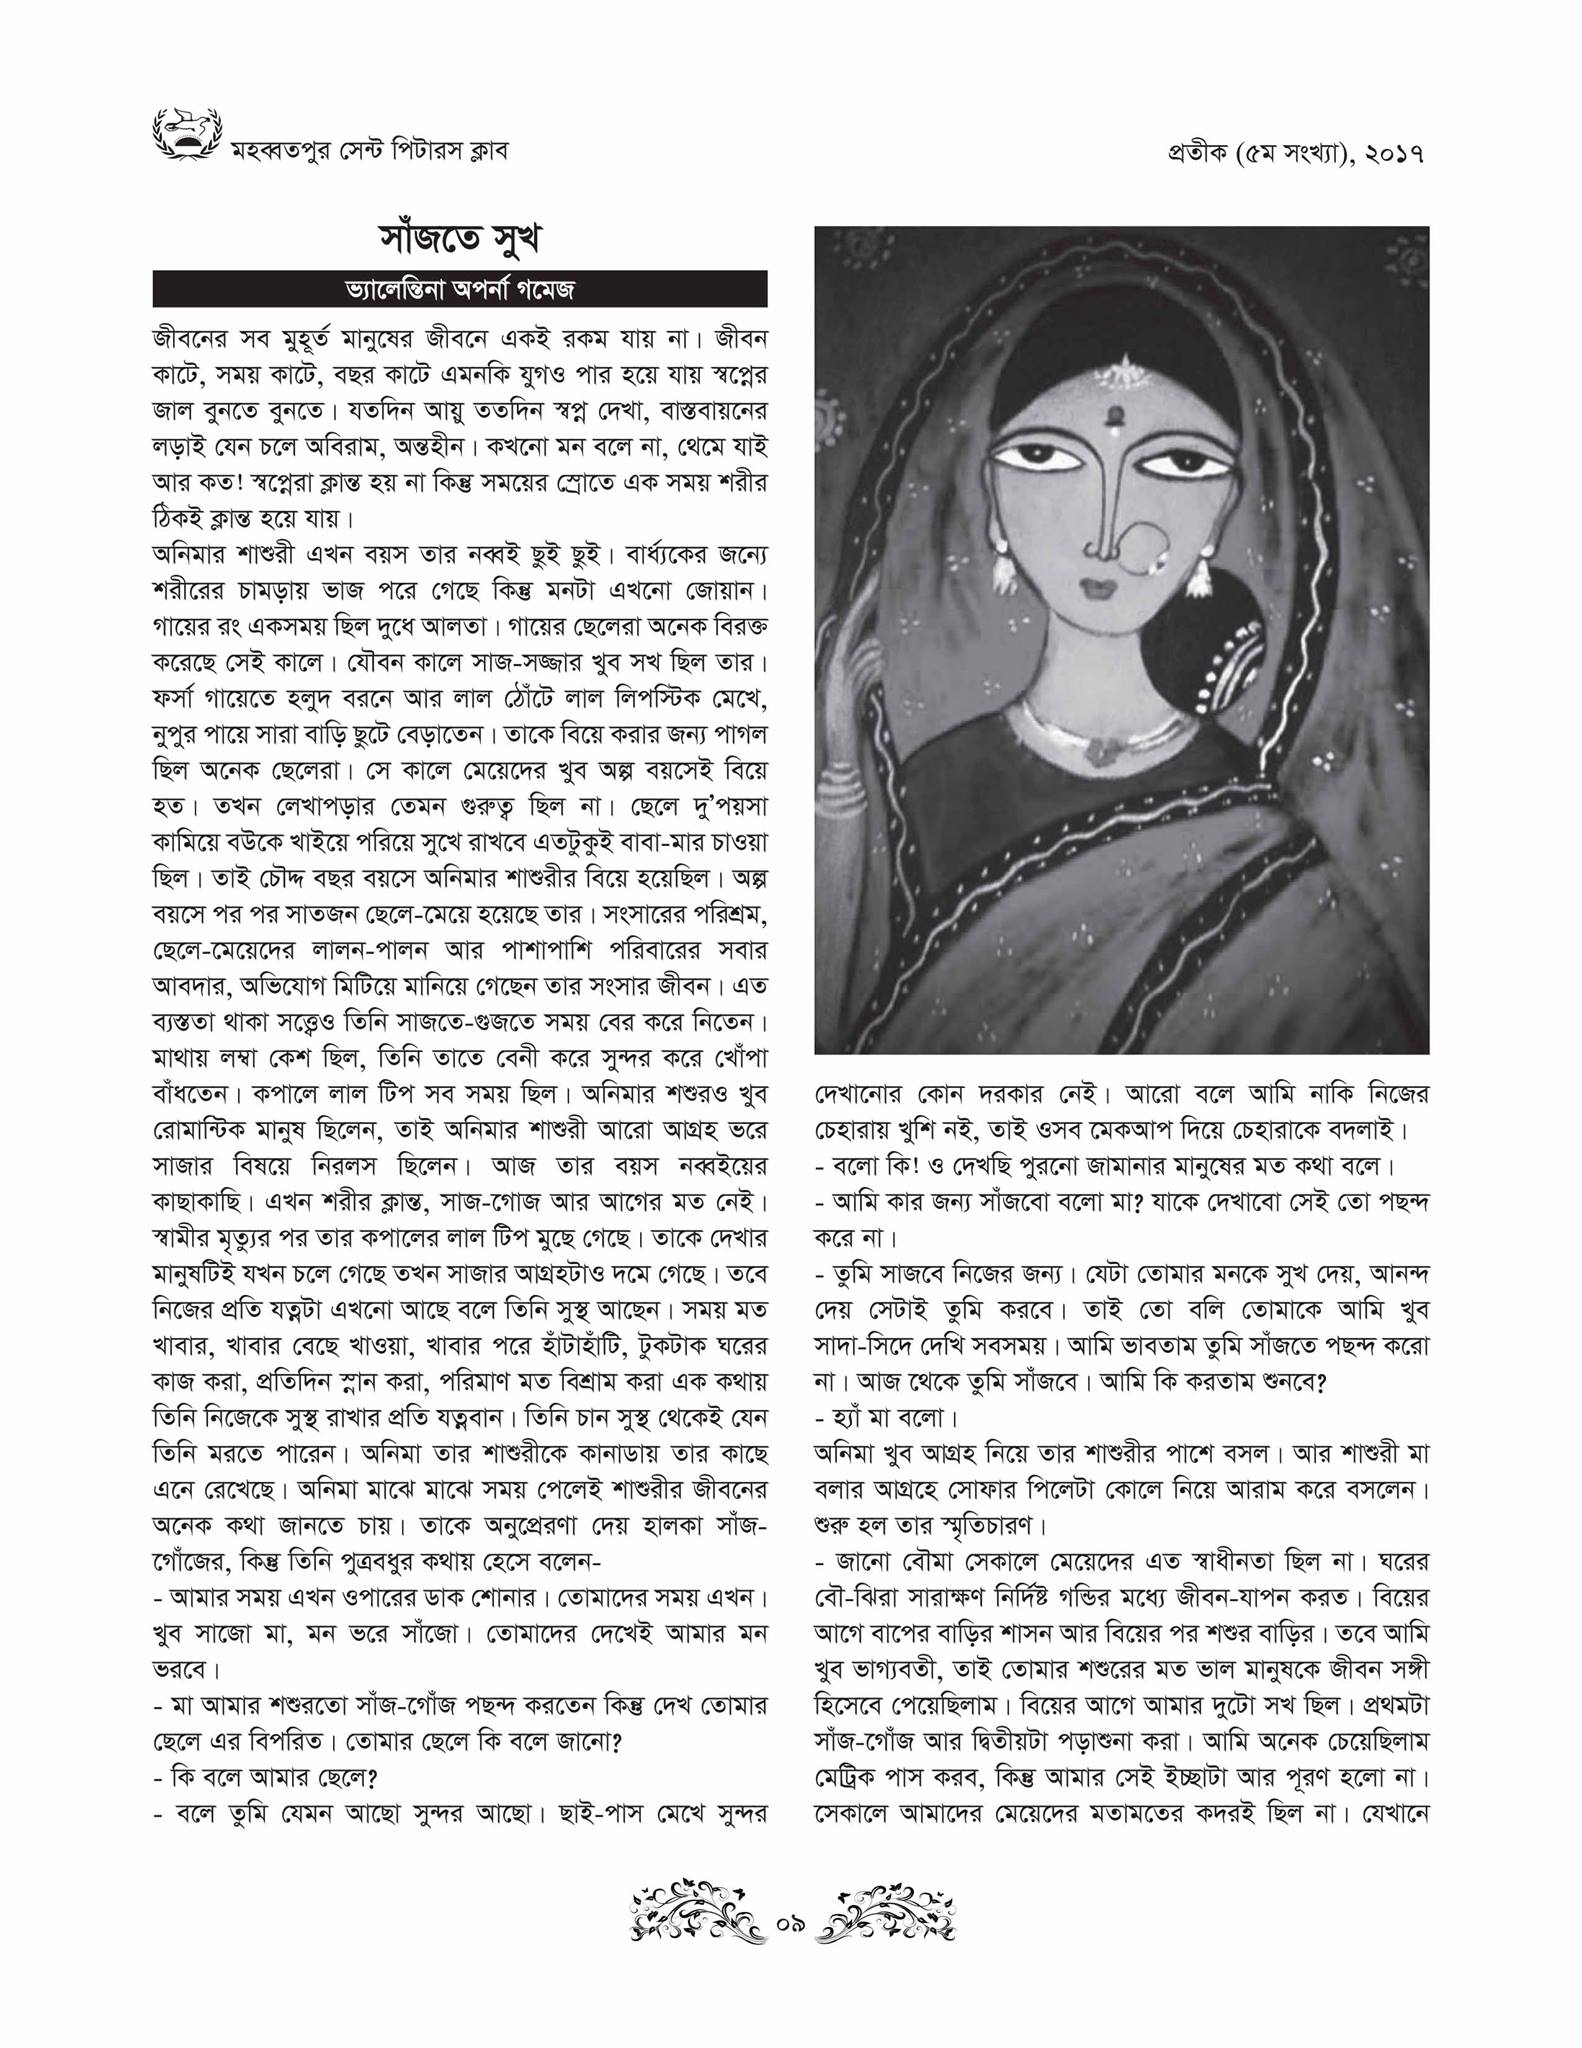 মহব্বতপুর সেন্ট পিটারস ক্লাব
প্রতীক (৫ম সংখ্যা), ২০১৭
সাঁজতে সুখ
ভ্যালেন্তিনা অপর্না গমেজ
জীবনের সব মুহূর্ত মানুষের জীবনে একই রকম যায় না। জীবন
কাটে, সময় কাটে, বছর কাটে এমনকি যুগও পার হয়ে যায় স্বপ্নের
জাল বুনতে বুনতে। যতদিন আয়ু ততদিন স্বপ্ন দেখা, বাস্তবায়নের
লড়াই যেন চলে অবিরাম, অন্তহীন। কখনো মন বলে না, থেমে যাই
আর কত! স্বপ্নেরা ক্লান্ত হয় না কিন্তু সময়ের স্রোতে এক সময় শরীর
ঠিকই ক্লান্ত হয়ে যায়।
অনিমার শাশুরী এখন বয়স তার নব্বই ছুই ছুই। বার্ধ্যকের জন্যে
শরীরের চামড়ায় ভাজ পরে গেছে কিন্তু মনটা এখনো জোয়ান।
গায়ের রং একসময় ছিল দুধে আলতা। গায়ের ছেলেরা অনেক বিরক্ত
করেছে সেই কালে। যৌবন কালে সাজ-সজ্জার খুব সখ ছিল তার।
ফর্সা গায়েতে হলুদ বরনে আর লাল ঠোঁটে লাল লিপস্টিক মেখে,
নুপুর পায়ে সারা বাড়ি ছুটে বেড়াতেন। তাকে বিয়ে করার জন্য পাগল
ছিল অনেক ছেলেরা। সে কালে মেয়েদের খুব অল্প বয়সেই বিয়ে
হত। তখন লেখাপড়ার তেমন গুরুত্ব ছিল না। ছেলে দু’পয়সা
কামিয়ে বউকে খাইয়ে পরিয়ে সুখে রাখবে এতটুকুই বাবা-মার চাওয়া
ছিল। তাই চৌদ্দ বছর বয়সে অনিমার শাশুরীর বিয়ে হয়েছিল। অল্প
বয়সে পর পর সাতজন ছেলে-মেয়ে হয়েছে তার। সংসারের পরিশ্রম,
ছেলে-মেয়েদের লালন-পালন আর পাশাপাশি পরিবারের সবার
আবদার, অভিযোগ মিটিয়ে মানিয়ে গেছেন তার সংসার জীবন। এত
ব্যস্ততা থাকা সত্ত্বেও তিনি সাজতে-গুজতে সময় বের করে নিতেন।
মাথায় লম্বা কেশ ছিল, তিনি তাতে বেনী করে সুন্দর করে খোঁপা
বাঁধতেন। কপালে লাল টিপ সব সময় ছিল। অনিমার শশুরও খুব
রোমান্টিক মানুষ ছিলেন, তাই অনিমার শাশুরী আরো আগ্রহ ভরে
সাজার বিষয়ে নিরলস ছিলেন। আজ তার বয়স নব্বইয়ের
কাছাকাছি। এখন শরীর ক্লান্ত, সাজ-গোজ আর আগের মত নেই।
স্বামীর মৃত্যুর পর তার কপালের লাল টিপ মুছে গেছে। তাকে দেখার
মানুষটিই যখন চলে গেছে তখন সাজার আগ্রহটাও দমে গেছে। তবে
নিজের প্রতি যত্নটা এখনো আছে বলে তিনি সুস্থ আছেন। সময় মত
খাবার, খাবার বেছে খাওয়া, খাবার পরে হাঁটাহাঁটি, টুকটাক ঘরের
কাজ করা, প্রতিদিন স্নান করা, পরিমাণ মত বিশ্রাম করা এক কথায়
তিনি নিজেকে সুস্থ রাখার প্রতি যত্নবান। তিনি চান সুস্থ থেকেই যেন
তিনি মরতে পারেন। অনিমা তার শাশুরীকে কানাডায় তার কাছে
এনে রেখেছে। অনিমা মাঝে মাঝে সময় পেলেই শাশুরীর জীবনের
অনেক কথা জানতে চায়। তাকে অনুপ্রেরণা দেয় হালকা সাঁজ-
গোঁজের, কিন্তু তিনি পুত্রবধুর কথায় হেসে বলেন-
- আমার সময় এখন ওপারের ডাক শোনার। তোমাদের সময় এখন।
খুব সাজো মা, মন ভরে সাঁজো। তোমাদের দেখেই আমার মন
ভরবে।
- মা আমার শশুরতো সাঁজ-গোঁজ পছন্দ করতেন কিন্তু দেখ তোমার
ছেলে এর বিপরিত। তোমার ছেলে কি বলে জানো?
- কি বলে আমার ছেলে?
- বলে তুমি যেমন আছো সুন্দর আছো। ছাই-পাস মেখে সুন্দর
দেখানোর কোন দরকার নেই। আরো বলে আমি নাকি নিজের
চেহারায় খুশি নই, তাই ওসব মেকআপ দিয়ে চেহারাকে বদলাই।
- বলো কি! ও দেখছি পুরনো জামানার মানুষের মত কথা বলে।
- আমি কার জন্য সাঁজবো বলো মা? যাকে দেখাবো সেই তো পছন্দ
করে না।
- তুমি সাজবে নিজের জন্য। যেটা তোমার মনকে সুখ দেয়, আনন্দ
দেয় সেটাই তুমি করবে। তাই তো বলি তোমাকে আমি খুব
সাদা-সিদে দেখি সবসময়। আমি ভাবতাম তুমি সাঁজতে পছন্দ করো
না। আজ থেকে তুমি সাঁজবে। আমি কি করতাম শুনবে?
- হ্যাঁ মা বলো।
অনিমা খুব আগ্রহ নিয়ে তার শাশুরীর পাশে বসল। আর শাশুরী মা
বলার আগ্রহে সোফার পিলেটা কোলে নিয়ে আরাম করে বসলেন।
শুরু হল তার স্মৃতিচারণ।
- জানো বৌমা সেকালে মেয়েদের এত স্বাধীনতা ছিল না। ঘরের
বৌ-ঝিরা সারাক্ষণ নির্দিষ্ট গন্ডির মধ্যে জীবন-যাপন করত। বিয়ের
আগে বাপের বাড়ির শাসন আর বিয়ের পর শশুর বাড়ির। তবে আমি
খুব ভাগ্যবতী, তাই তোমার শশুরের মত ভাল মানুষকে জীবন সঙ্গী
হিসেবে পেয়েছিলাম। বিয়ের আগে আমার দুটো সখ ছিল। প্রথমটা
সাঁজ-গোঁজ আর দ্বিতীয়টা পড়াশুনা করা। আমি অনেক চেয়েছিলাম
মেট্রিক পাস করব, কিন্তু আমার সেই ইচ্ছাটা আর পূরণ হলো না।
সেকালে আমাদের মেয়েদের মতামতের কদরই ছিল না। যেখানে
০৯